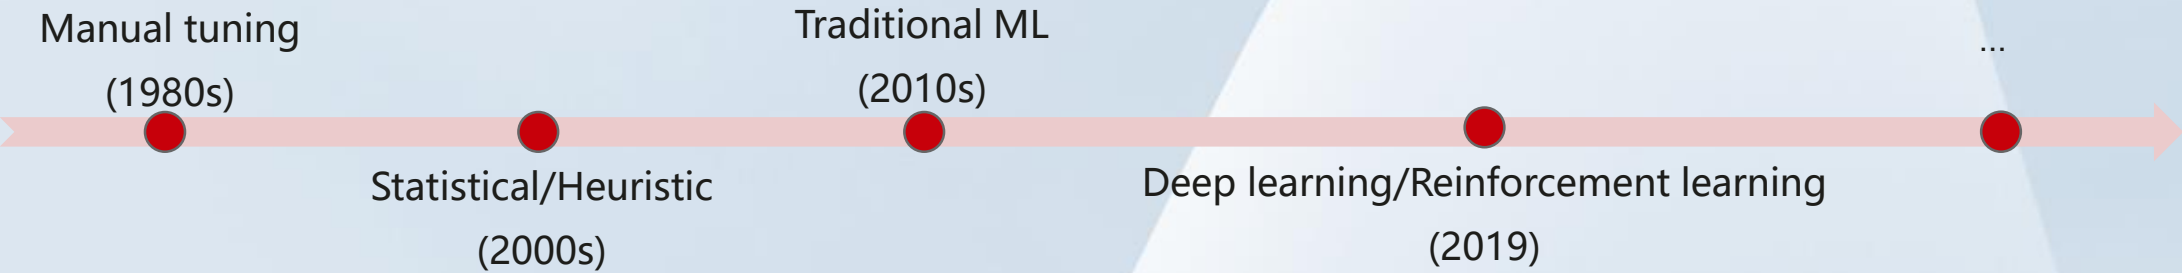 Manual tuning
(1980s)
Statistical/Heuristic
(2000s)
Traditional ML
(2010s)
Deep learning/Reinforcement learning
(2019)
...